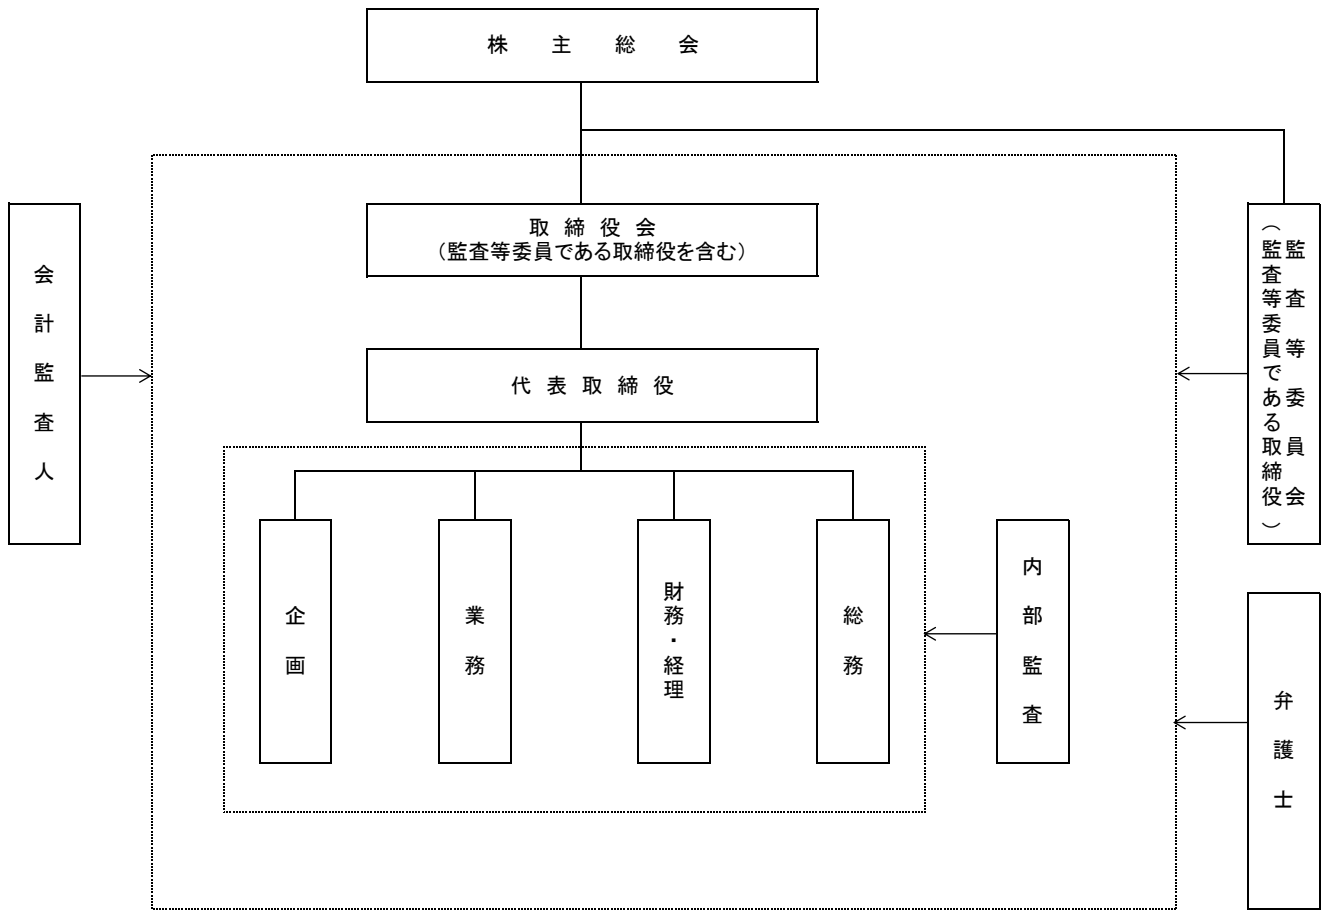 株主総会
取締役会
（監査等委員である取締役を含む）
代表取締役
会計監査人
監査等委員会
（監査等委員である取締役）
企画
業務
財務・経理
総務
内部監査
弁護士